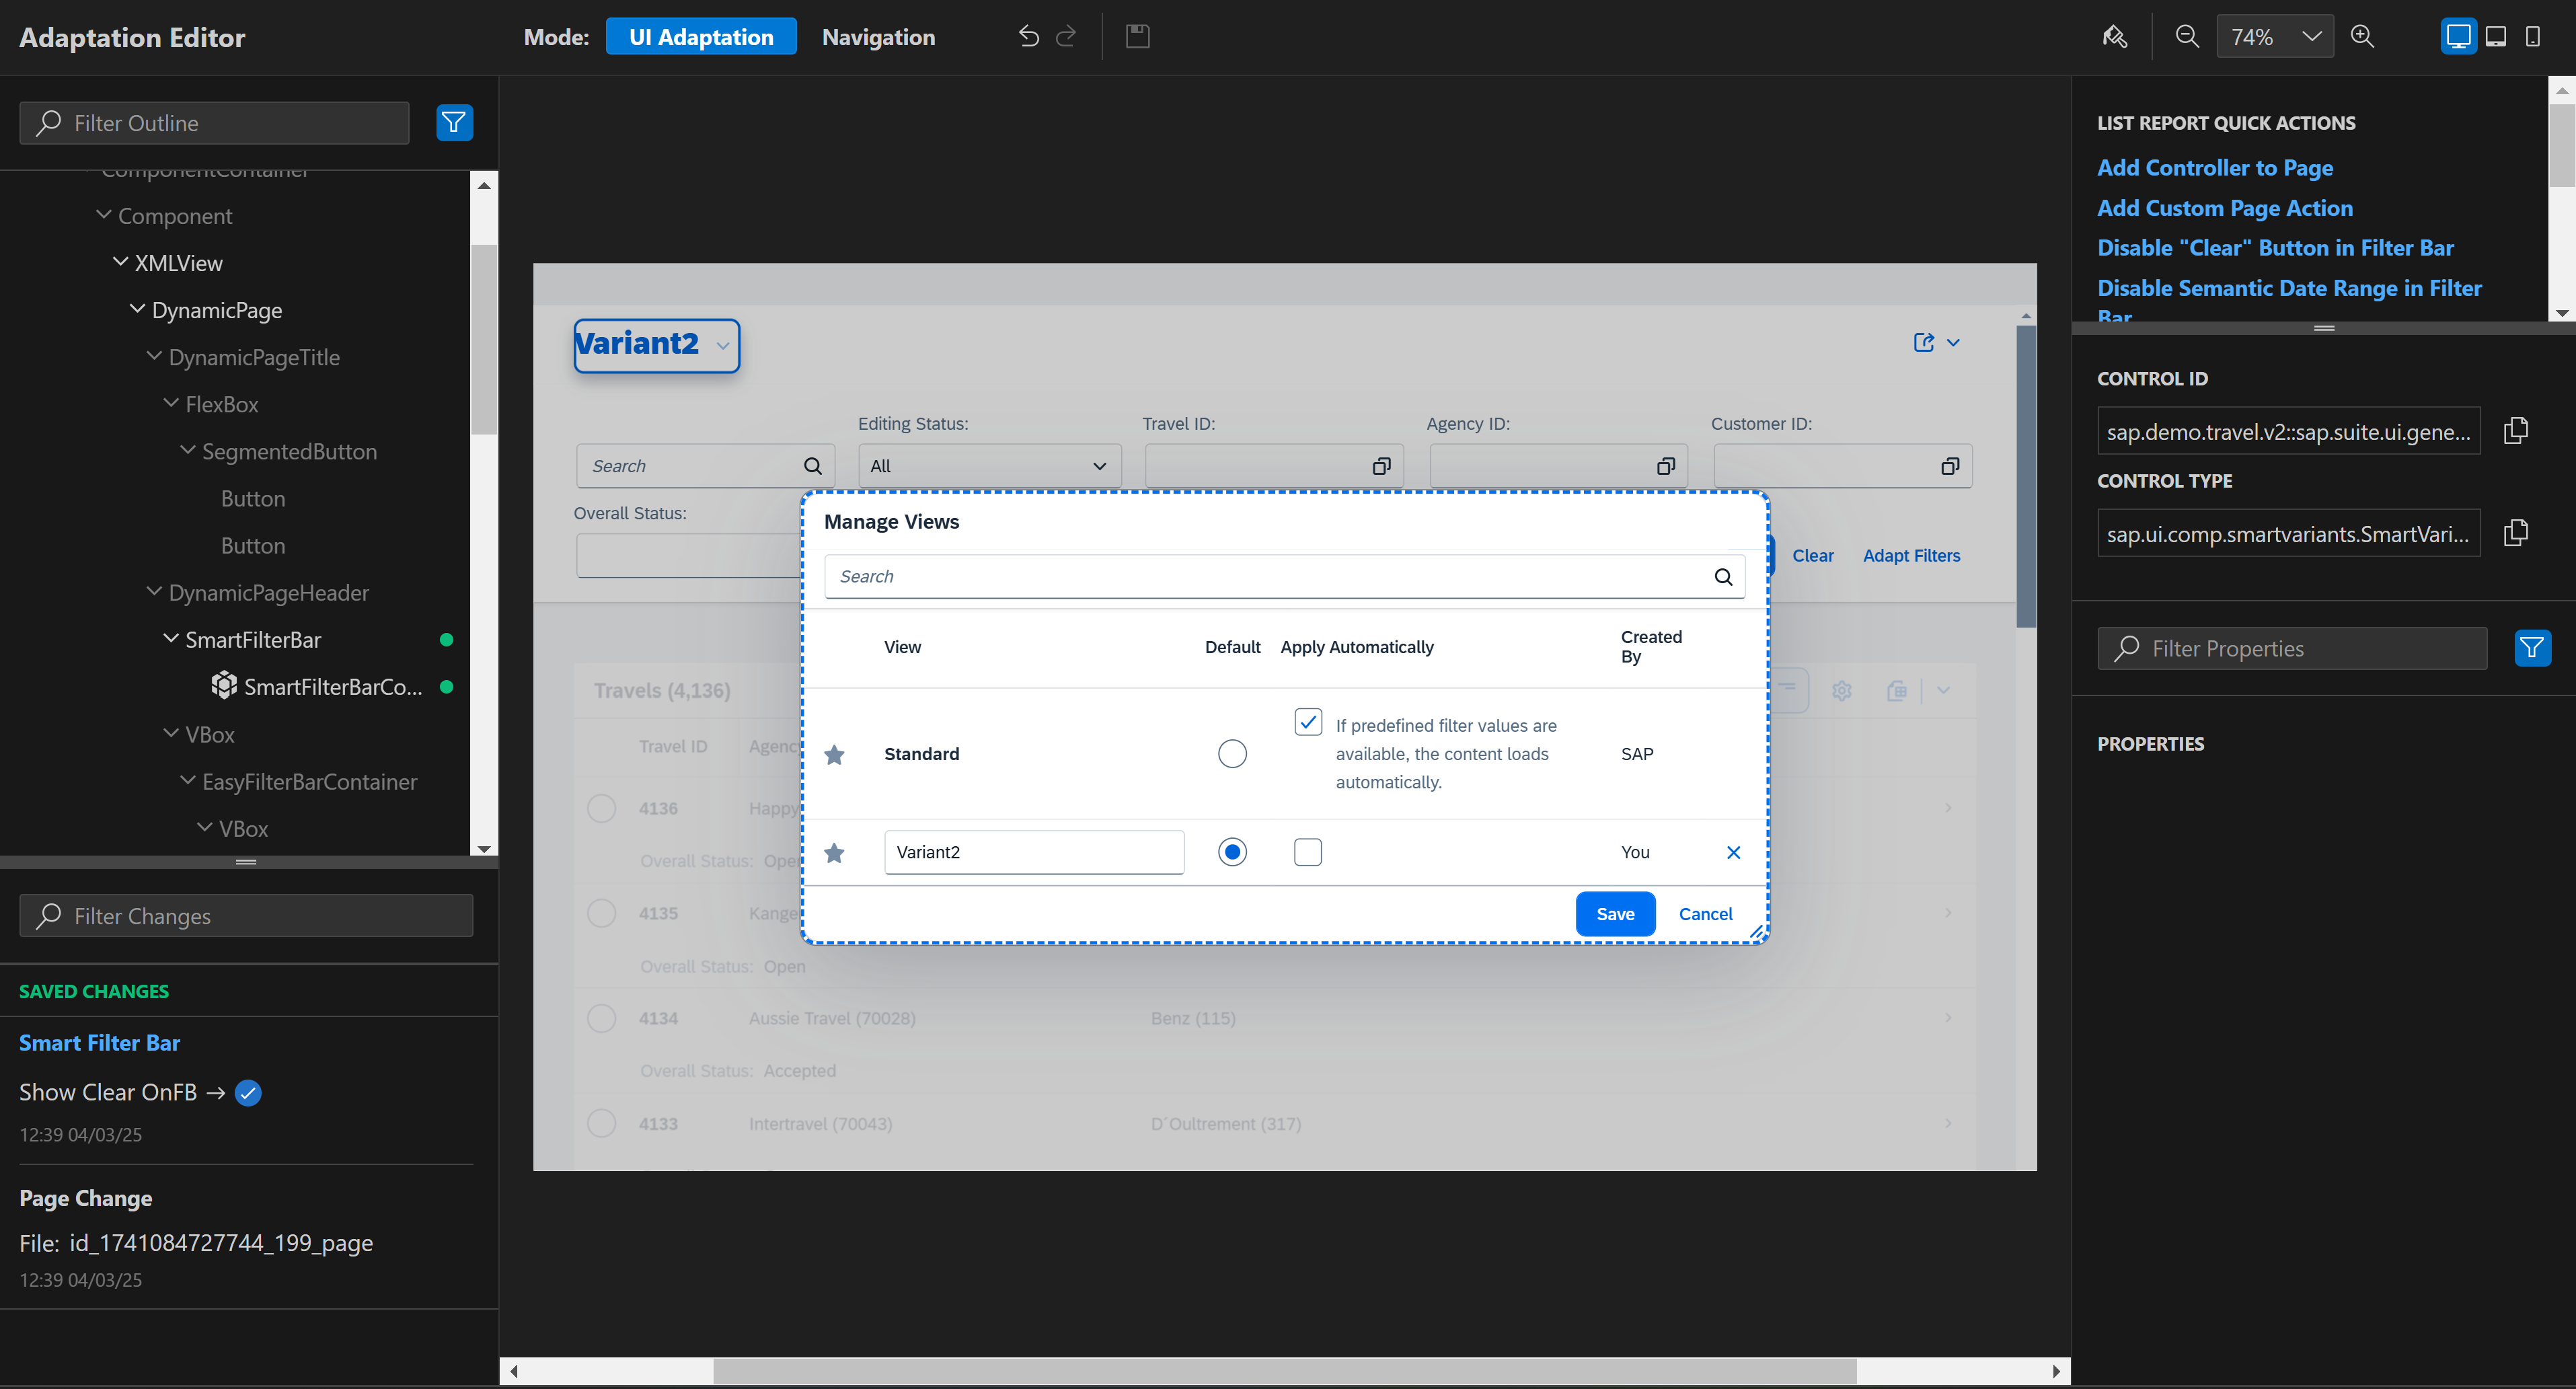 Adaptation Editor
Mode: UI Adaptation Navigation
74%
Filter Outline
ComponentContainer
Component
XMLView
DynamicPage
DynamicPageTitle
FlexBox
SegmentedButton
Button
Button
DynamicPageHeader
SmartFilterBar
SmartFilterBarCo...
VBox
EasyFilterBarContainer
VBox
Filter Changes
SAVED CHANGES
Smart Filter Bar
Show Clear OnFB →
12:39 04/03/25
Page Change
File: id_1741084727744_199_page
12:39 04/03/25
Variant2
Editing Status:
Travel ID:
Agency ID:
Customer ID:
Search
All
Overall Status:
Clear
Adapt Filters
Manage Views
Search
View
Default
Apply Automatically
Created
By
Standard
If predefined filter values are
available, the content loads
automatically.
SAP
Variant2
You
Save
Cancel
Travels (4,136)
Travel ID
4136
Happy
Overall Status:
4135
Overall Status: Open
4134
Aussie Travel (70028)
Benz (115)
Overall Status: Accepted
4133
Intertravel (70043)
D´Oultrement (317)
LIST REPORT QUICK ACTIONS
Add Controller to Page
Add Custom Page Action
Disable "Clear" Button in Filter Bar
Disable Semantic Date Range in Filter
Bar
CONTROL ID
sap.demo.travel.v2::sap.suite.ui.gene...
CONTROL TYPE
sap.ui.comp.smartvariants.SmartVari...
Filter Properties
PROPERTIES